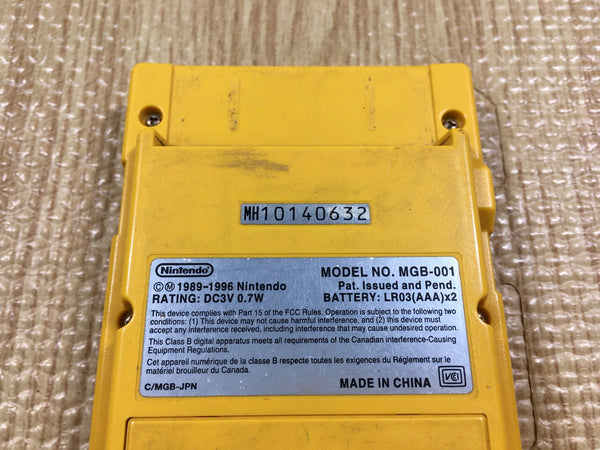 MH10140632
Nintendo
©Ⓜ 1989-1996 Nintendo
RATING: DC3V 0.7W
MODEL NO. MGB-001
Pat. Issued and Pend.
BATTERY: LR03(AAA)x2
This device complies with Part 15 of the FCC Rules. Operation is subject to the following two
conditions: (1) This device may not cause harmful interference, and (2) this device must
accept any interference received, including interference that may cause undesired operation.
This Class B digital apparatus meets all requirements of the Canadian interference-Causing
Equipment Regulations.
Cet appareil numérique de la classe B respecte toutes les exigences du Règlement sur le
matériel brouilleur du Canada.
C/MGB-JPN
MADE IN CHINA
VCI